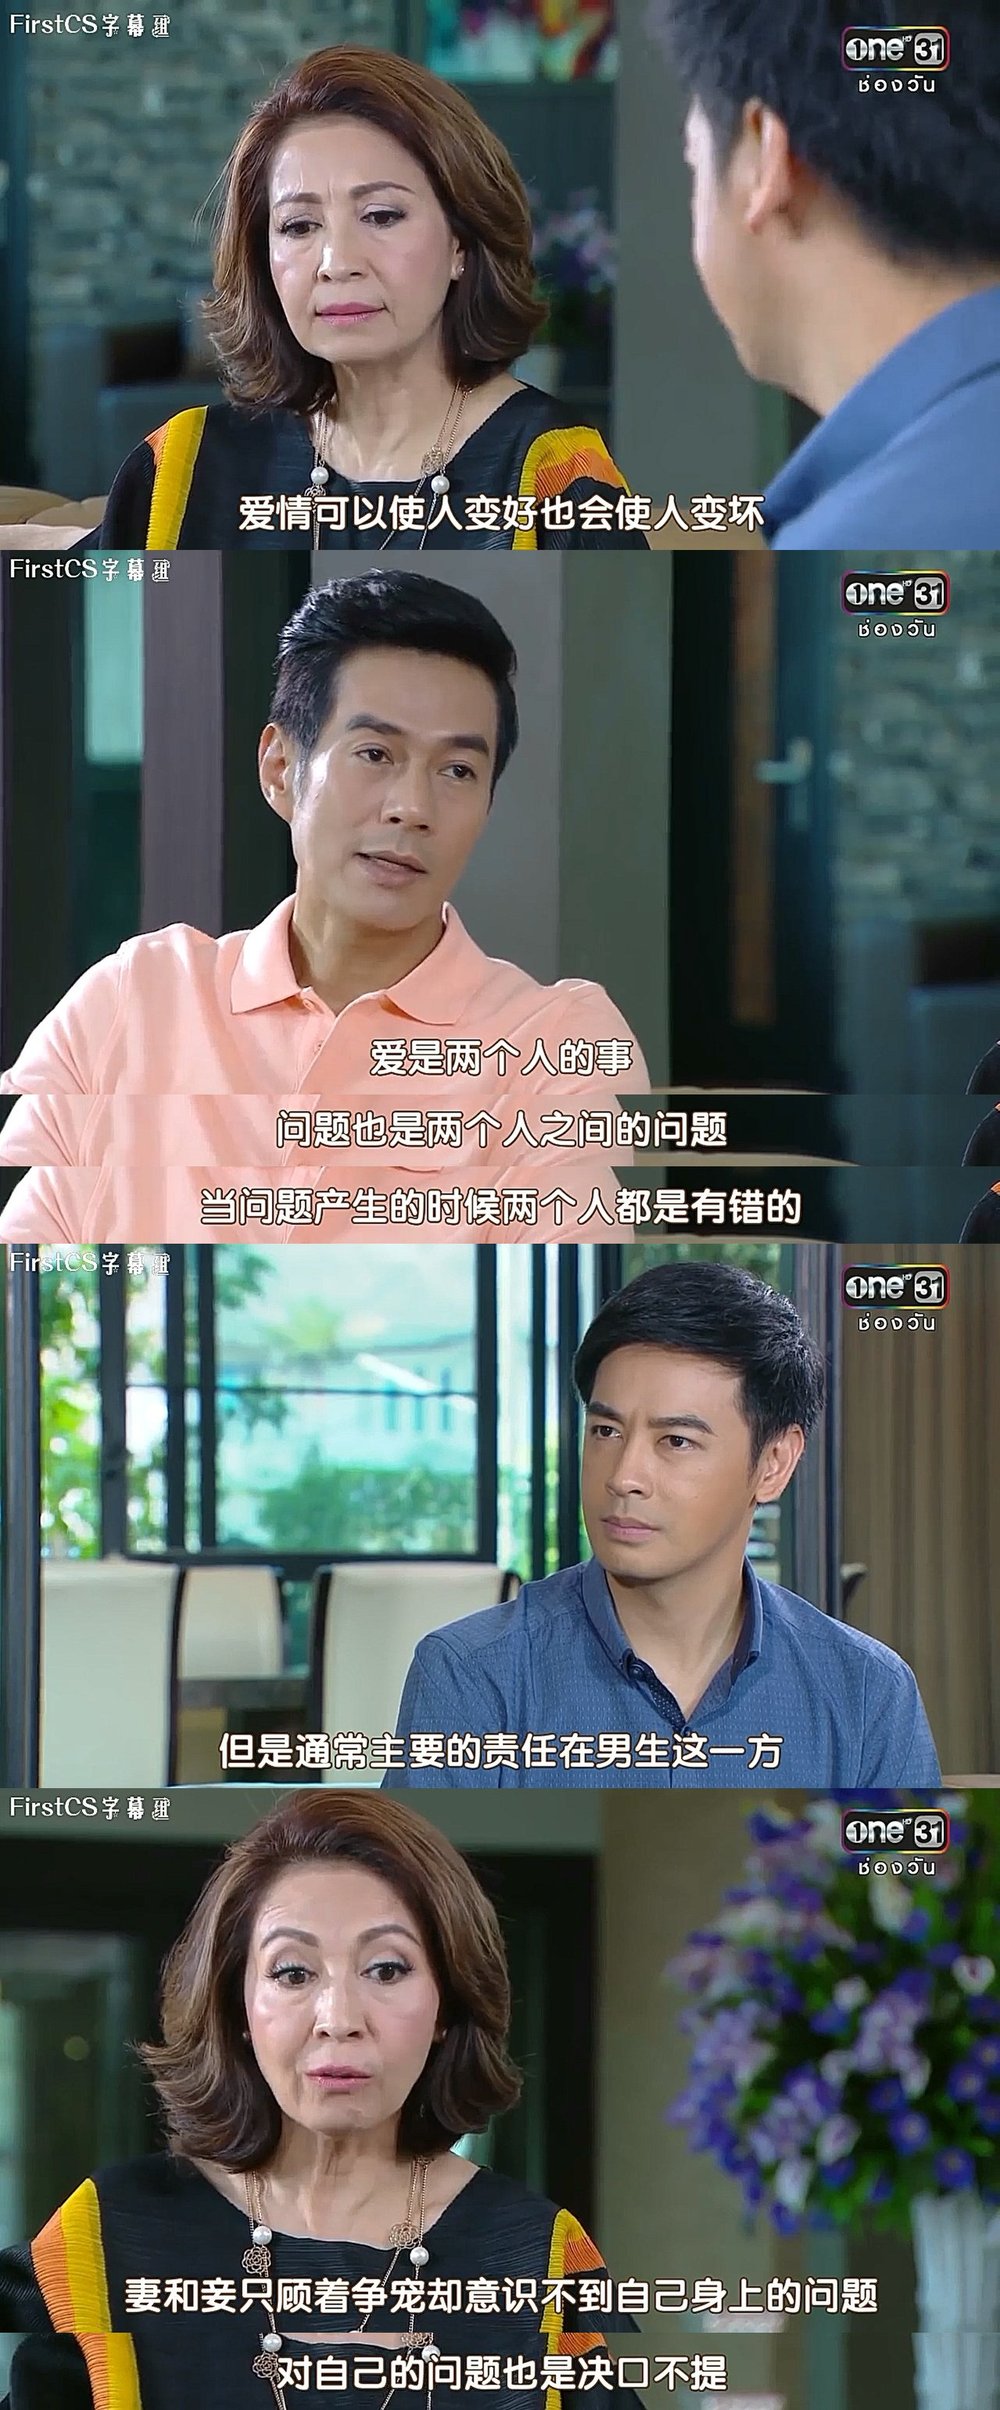 FirstCS字幕组
one HD 31
ช่องวัน
爱情可以使人变好也会使人变坏
FirstCS字幕组
one HD 31
ช่องวัน
爱是两个人的事
问题也是两个人之间的问题
当问题产生的时候两个人都是有错的
FirstCS字幕组
one HD 31
ช่องวัน
但是通常主要的责任在男生这一方
FirstCS字幕组
one HD 31
ช่องวัน
妻和妾只顾着争宠却意识不到自己身上的问题
对自己的问题也是决口不提